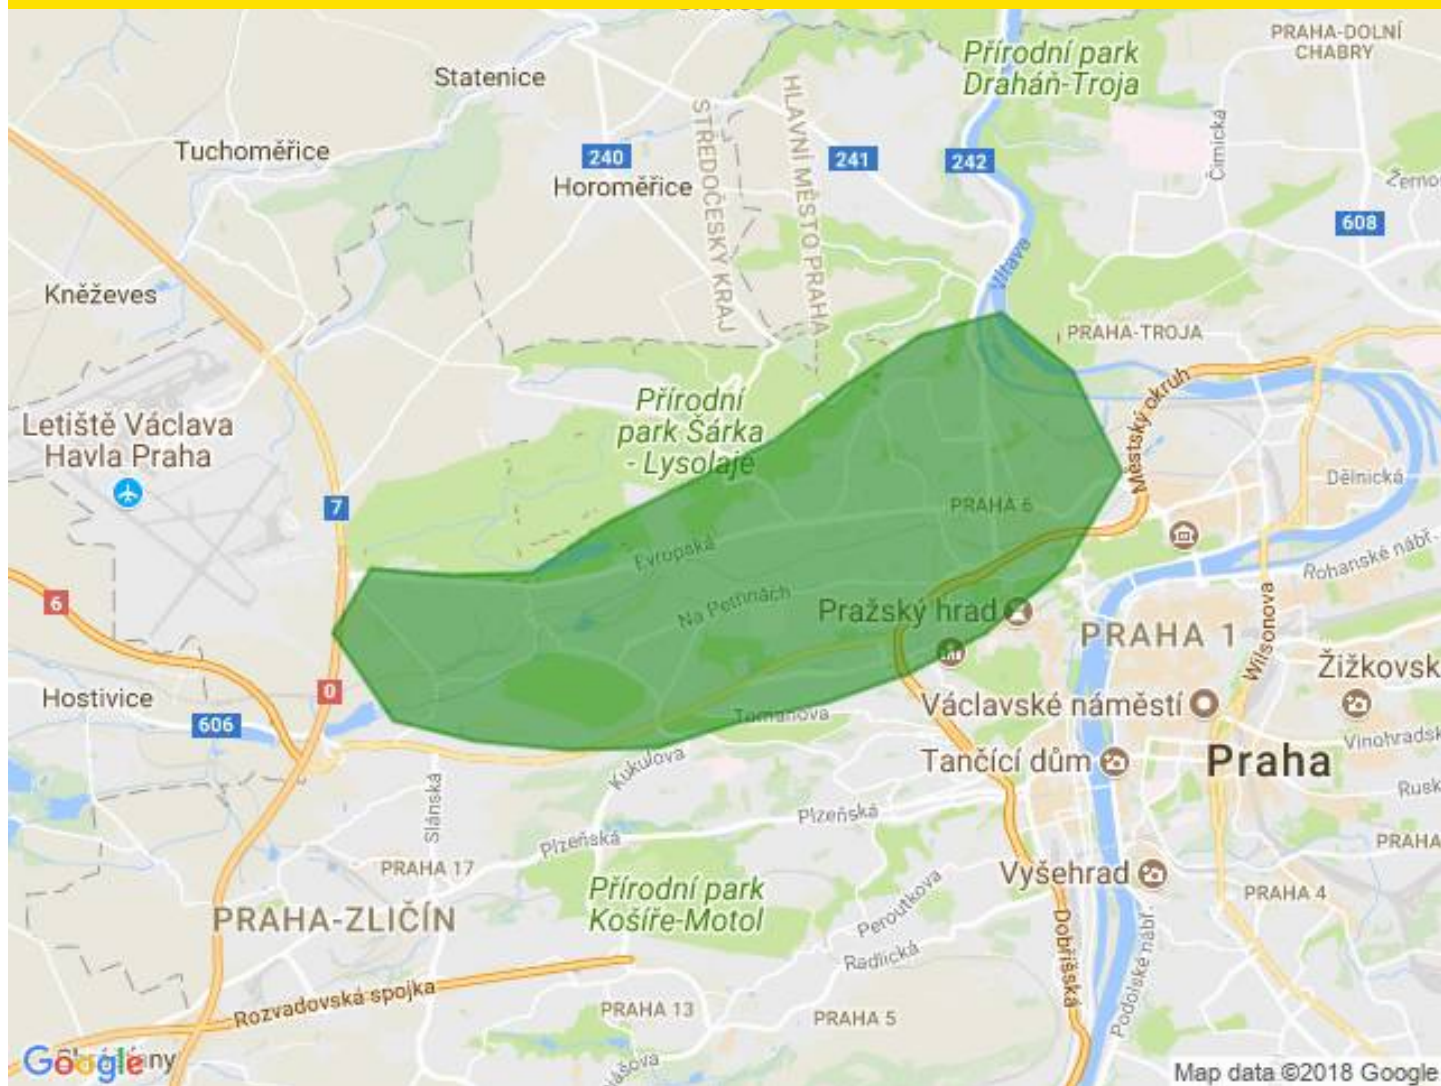 PRAHA-DOLNÍ
CHABRY
Přírodní park
Draháň-Troja
Statenice
HLAVNÍ MĚSTO PRAHA
STŘEDOČESKÝ KRAJ
Čimická
Tuchoměřice
240
241
242
Horoměřice
608
Vltava
Kněževes
PRAHA-TROJA
Městský okruh
Přírodní
park Šárka
- Lysolaje
Letiště Václava
Havla Praha
7
Dělnická
PRAHA 6
Evropská
Rohanské nábř.
6
Na Petřinách
Pražský hrad
PRAHA 1
Wilsonova
Žižkovsk
0
Hostivice
606
Tomanova
Václavské náměstí
Vinohradsk
Kukulova
Tančící dům
Praha
Rusk
Slánská
Plzeňská
Plzeňská
PRAHA
PRAHA 17
Vyšehrad
PRAHA 4
Přírodní park
Košíře-Motol
Peroutkova
PRAHA-ZLIČÍN
Radlická
Dobříšská
Podolské nábř.
Rozvadovská spojka
PRAHA 13
PRAHA 5
Google
Map data ©2018 Google